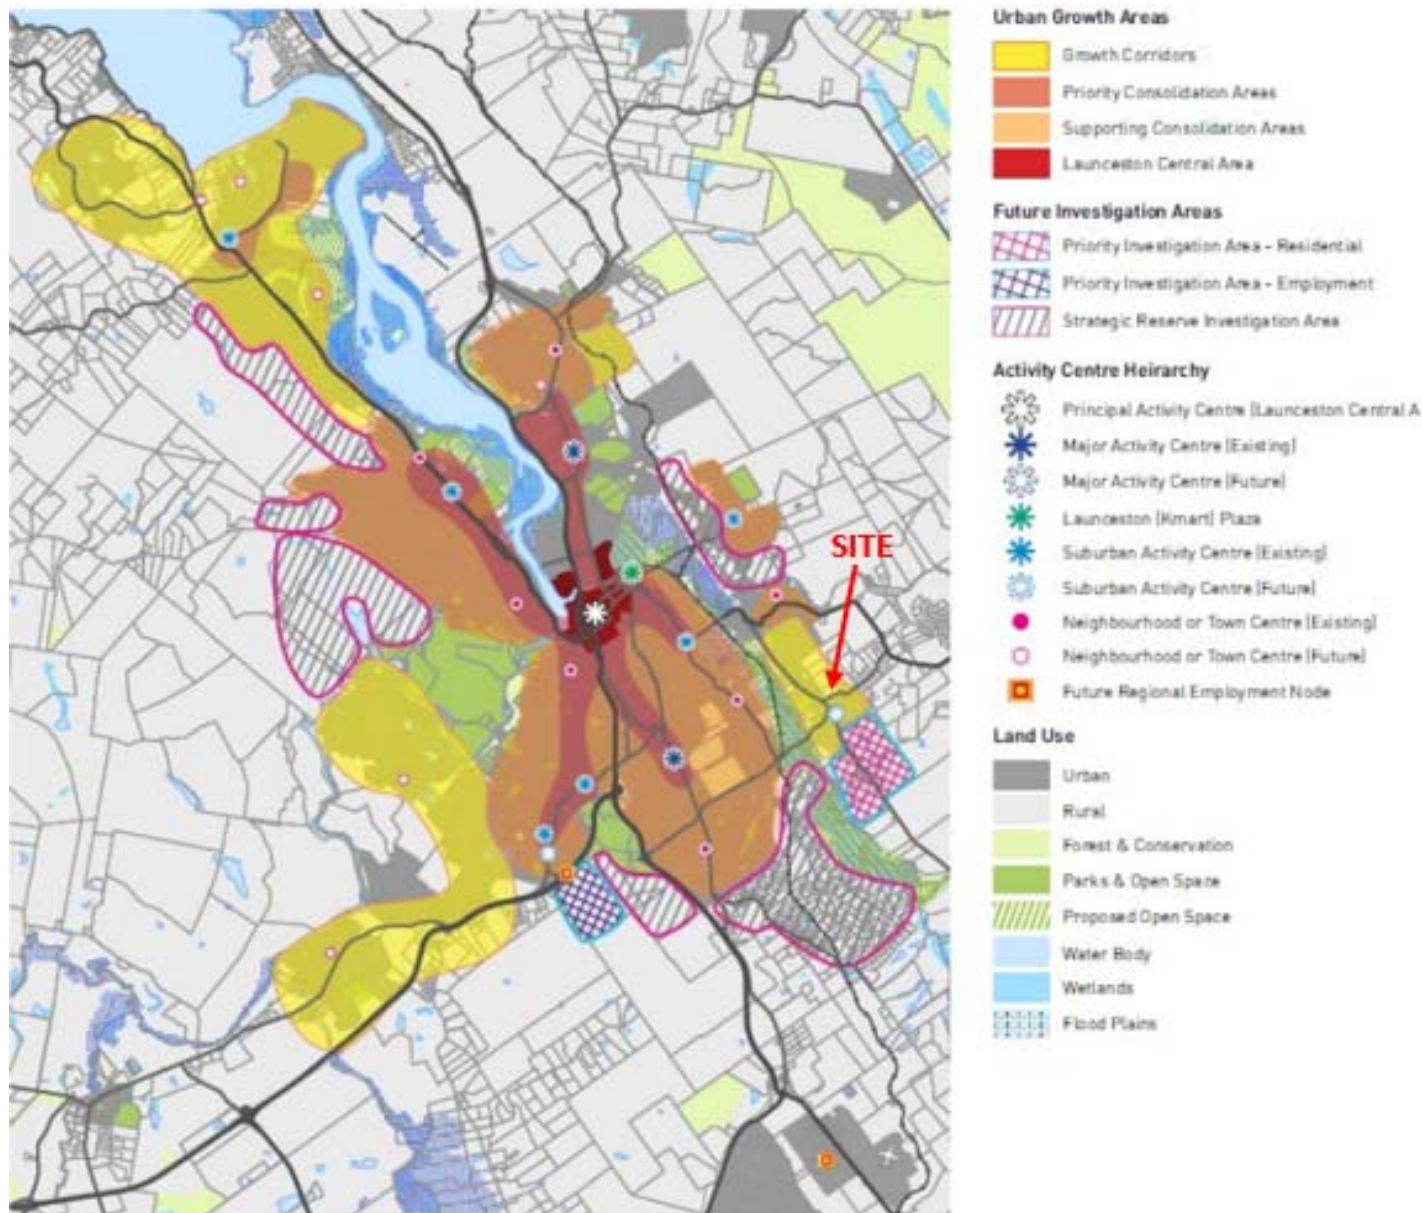 SITE
Urban Growth Areas
Growth Corridors
Priority Consolidation Areas
Supporting Consolidation Areas
Launceston Central Area
Future Investigation Areas
Priority Investigation Area - Residential
Priority Investigation Area - Employment
Strategic Reserve Investigation Area
Activity Centre Heirarchy
Principal Activity Centre (Launceston Central A
Major Activity Centre (Existing)
Major Activity Centre (Future)
Launceston (Kmart) Plaza
Suburban Activity Centre (Existing)
Suburban Activity Centre (Future)
Neighbourhood or Town Centre (Existing)
Neighbourhood or Town Centre (Future)
Future Regional Employment Node
Land Use
Urban
Rural
Forest & Conservation
Parks & Open Space
Proposed Open Space
Water Body
Wetlands
Flood Plains